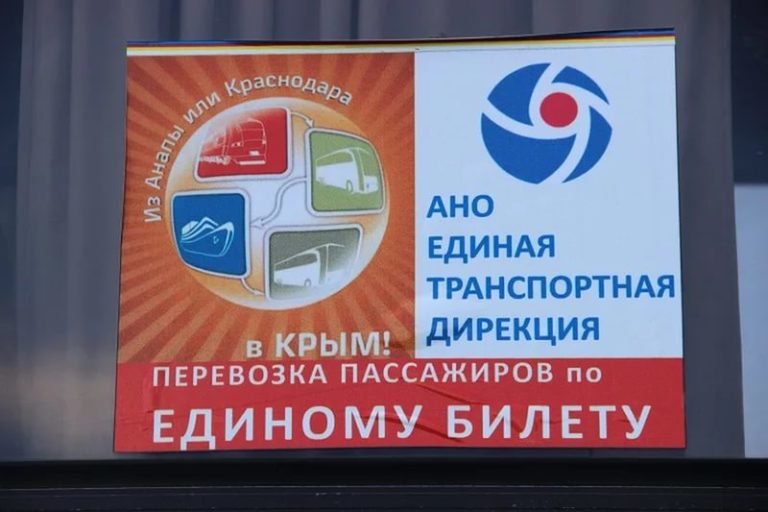 Из Анапы или Краснодара
в КРЫМ!
АНО
ЕДИНАЯ
ТРАНСПОРТНАЯ
ДИРЕКЦИЯ
ПЕРЕВОЗКА ПАССАЖИРОВ по
ЕДИНОМУ БИЛЕТУ